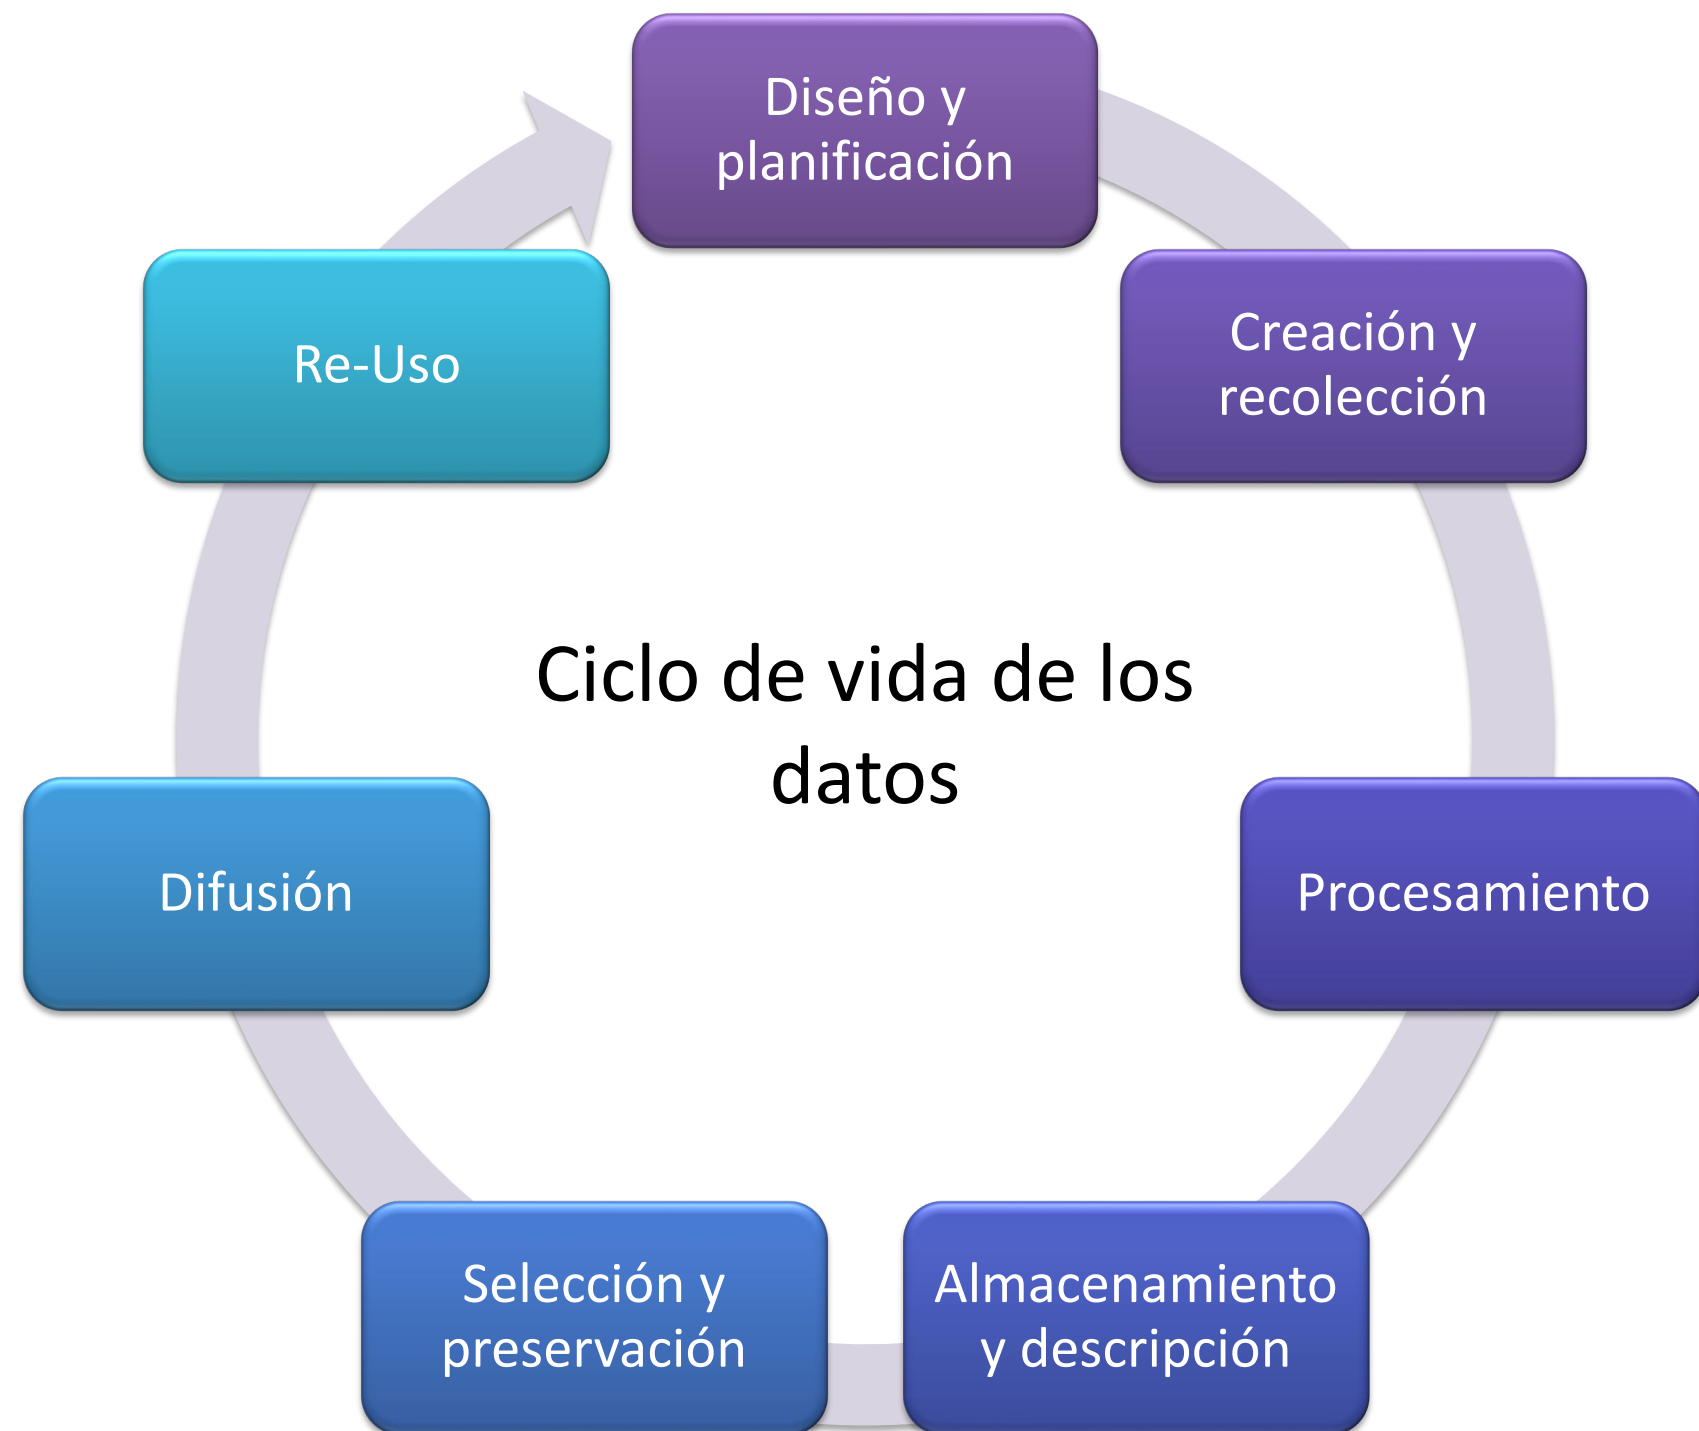 Diseño y
planificación
Creación y
recolección
Procesamiento
Almacenamiento
y descripción
Selección y
preservación
Difusión
Re-Uso
Ciclo de vida de los
datos